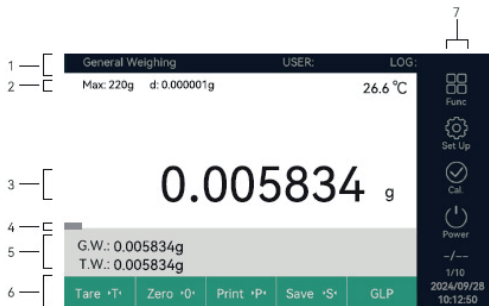 7
1
General Weighing USER: LOG:
2
Max: 220g d: 0.000001g 26.6 ℃
Func
Set Up
3
0.005834 g
Cal.
4
Power
5
G.W.: 0.005834g
T.W.: 0.005834g
-/--
1/10
6
Tare •T• Zero •0• Print •P• Save •S• GLP
2024/09/28
10:12:50